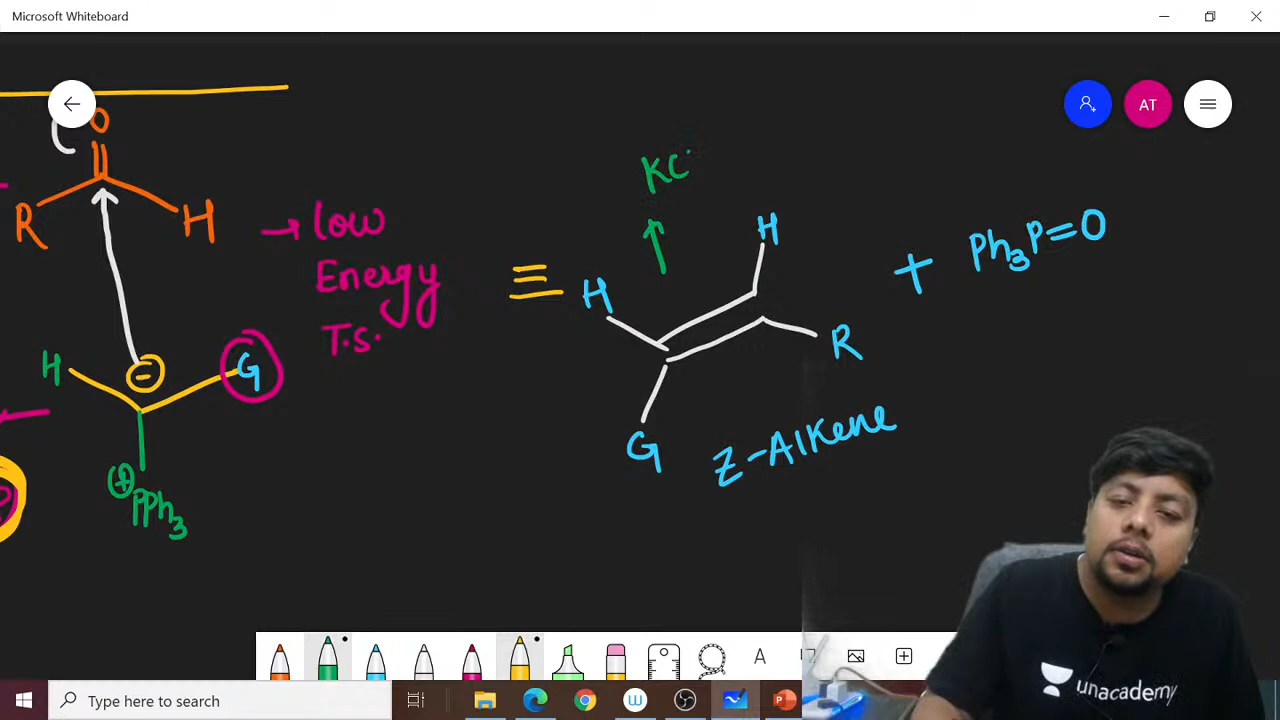 Microsoft Whiteboard
AT
O
R
H
→ Low
Energy
T.S.
H
⊖
G
⊕
PPh₃
≡
KC
H
H
R
G
Z-Alkene
+ Ph₃P=O
A
unacademy
Type here to search